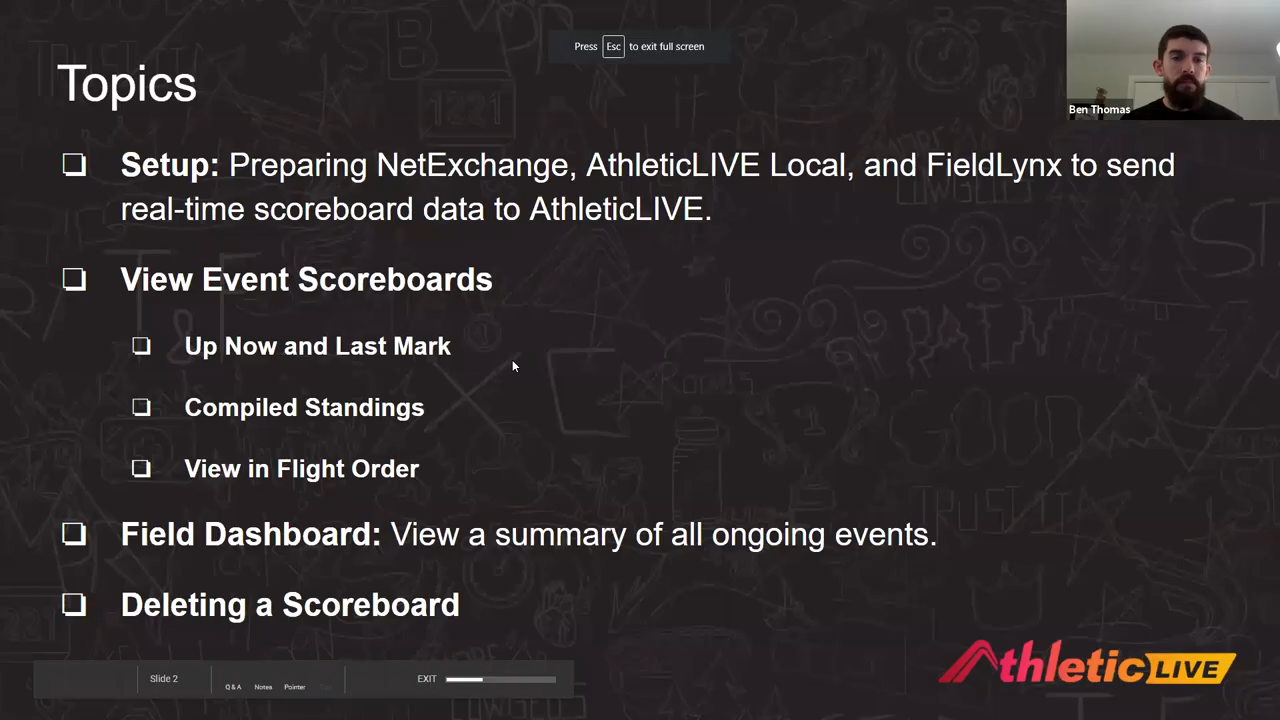 Press Esc to exit full screen
Topics
Ben Thomas
Setup: Preparing NetExchange, AthleticLIVE Local, and FieldLynx to send
real-time scoreboard data to AthleticLIVE.
View Event Scoreboards
Up Now and Last Mark
Compiled Standings
View in Flight Order
Field Dashboard: View a summary of all ongoing events.
Deleting a Scoreboard
Slide 2
Q&A Notes Pointer
EXIT
AthleticLIVE